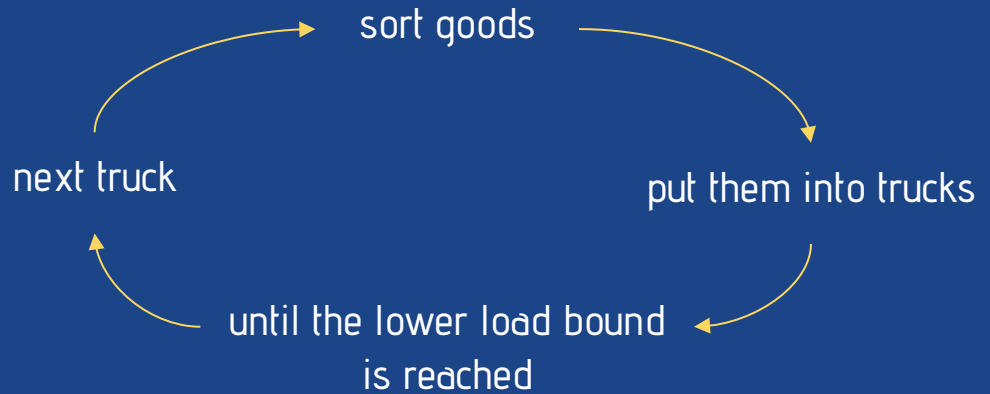 sort goods
next truck
put them into trucks
until the lower load bound
is reached